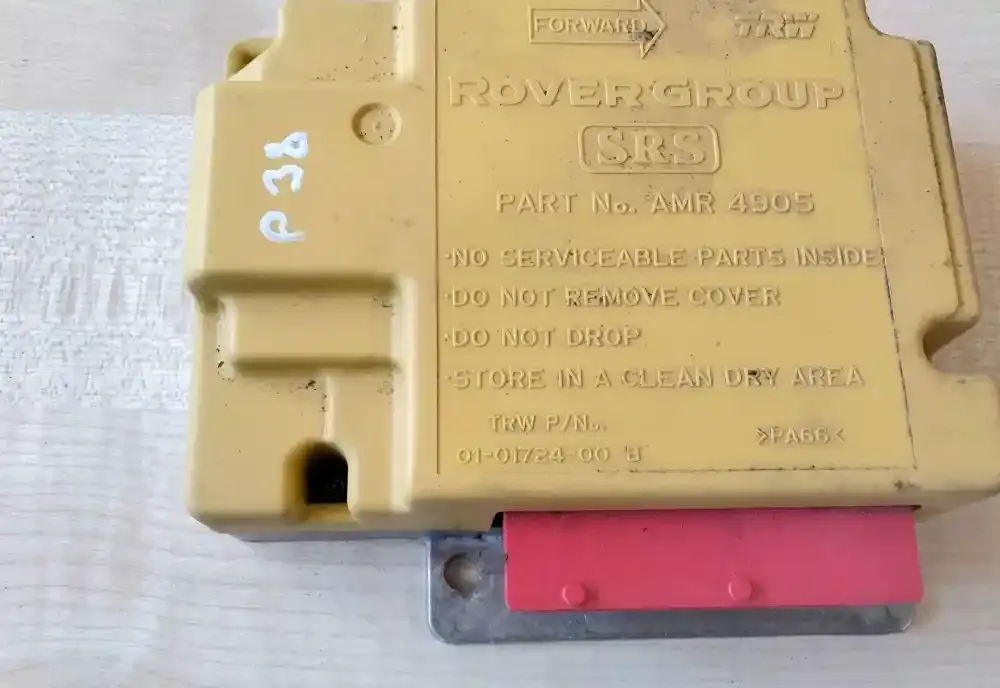 FORWARD
TRW
ROVER GROUP
SRS
PART No. AMR 4905
·NO SERVICEABLE PARTS INSIDE
·DO NOT REMOVE COVER
·DO NOT DROP
·STORE IN A CLEAN DRY AREA
TRW P/No.
01-01724-00 B
>PA66<
P38